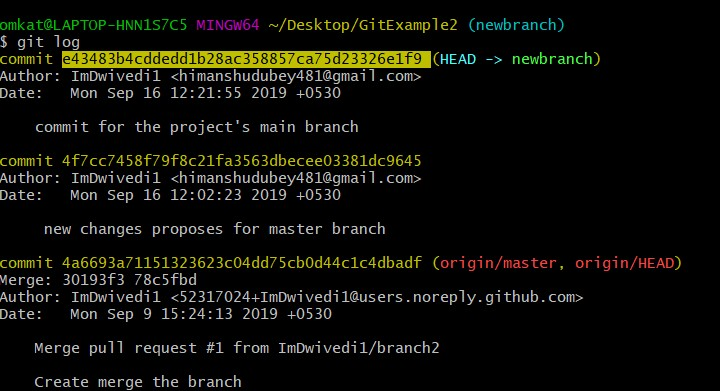 omkat@LAPTOP-HNN1S7C5 MINGW64 ~/Desktop/GitExample2 (newbranch)
$ git log
commit e43483b4cddedd1b28ac358857ca75d23326e1f9 (HEAD -> newbranch)
Author: ImDwivedi1 <himanshudubey481@gmail.com>
Date:   Mon Sep 16 12:21:55 2019 +0530
commit for the project's main branch
commit 4f7cc7458f79f8c21fa3563dbecee03381dc9645
Author: ImDwivedi1 <himanshudubey481@gmail.com>
Date:   Mon Sep 16 12:02:23 2019 +0530
new changes proposes for master branch
commit 4a6693a71151323623c04dd75cb0d44c1c4dbadf (origin/master, origin/HEAD)
Merge: 30193f3 78c5fbd
Author: ImDwivedi1 <52317024+ImDwivedi1@users.noreply.github.com>
Date:   Mon Sep 9 15:24:13 2019 +0530
Merge pull request #1 from ImDwivedi1/branch2
Create merge the branch